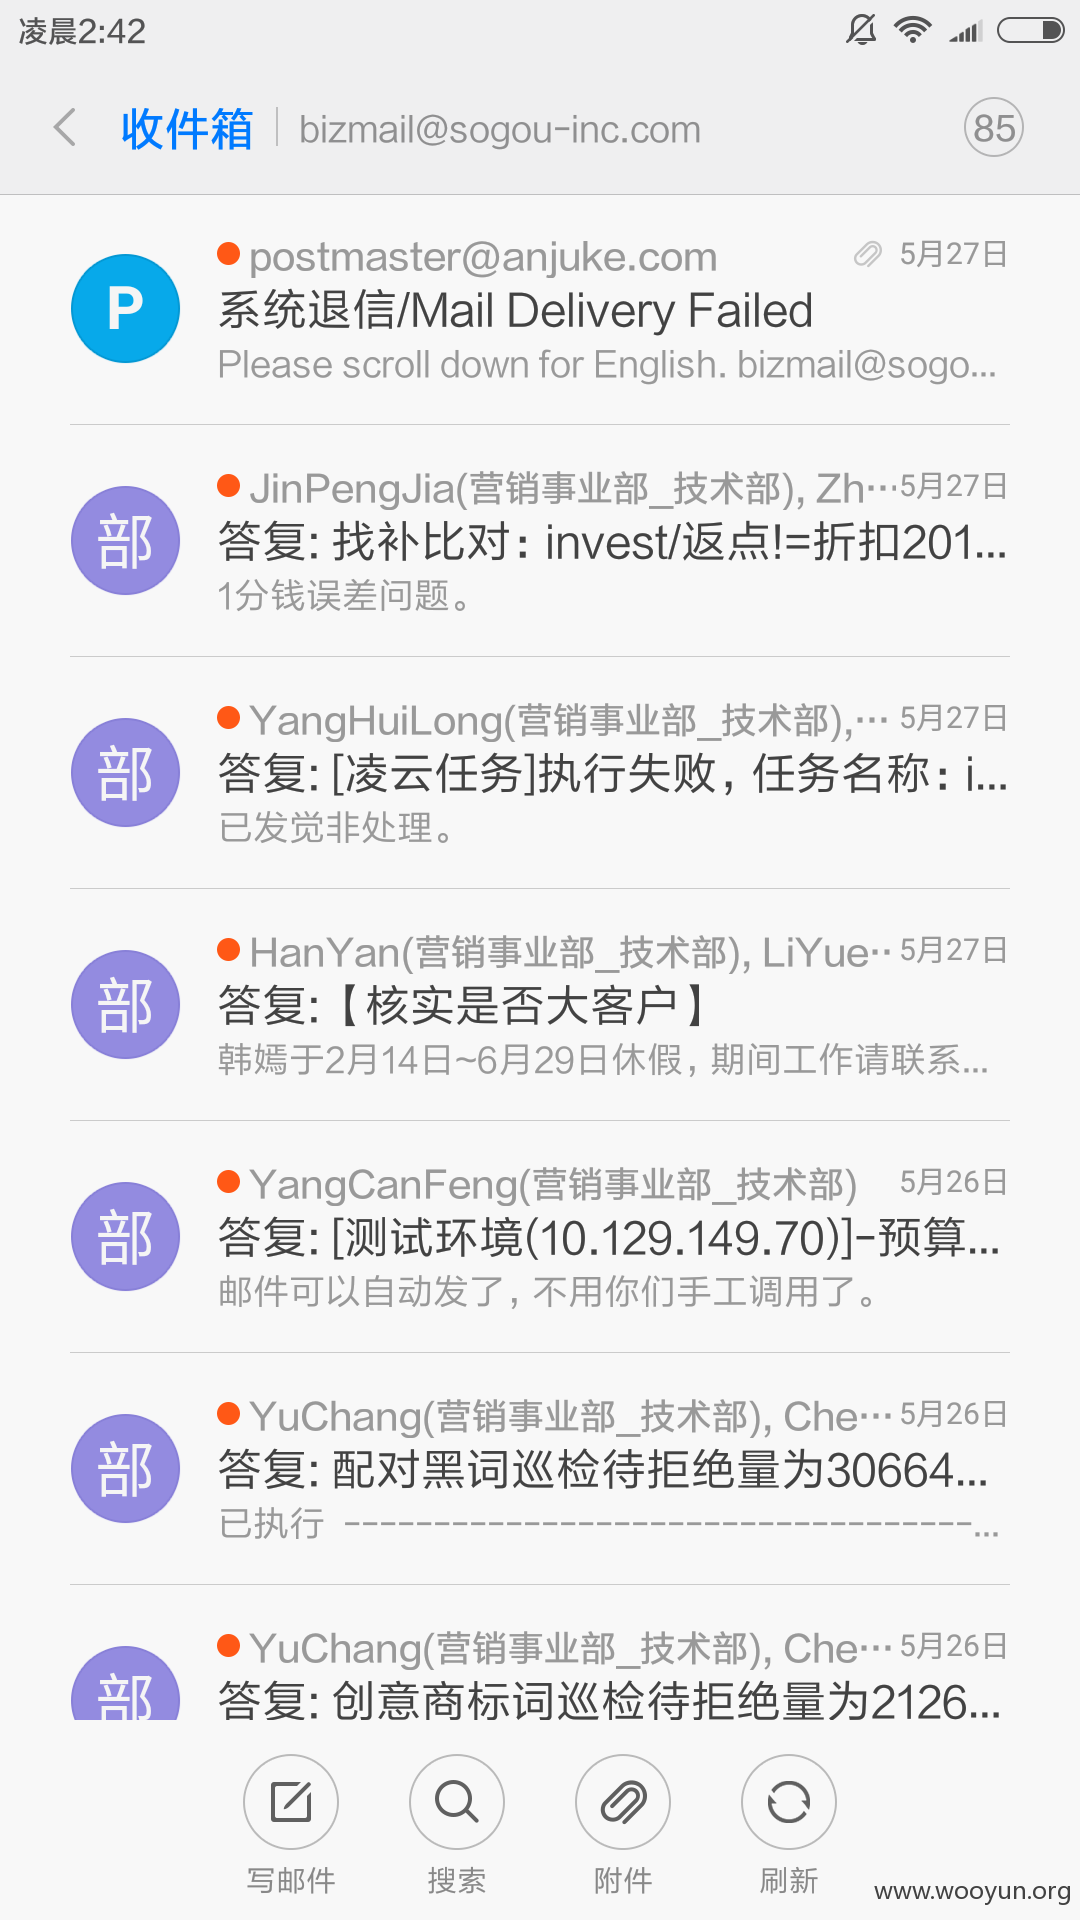 凌晨2:42
收件箱 bizmail@sogou-inc.com 85
P
postmaster@anjuke.com 5月27日
系统退信/Mail Delivery Failed
Please scroll down for English. bizmail@sogo...
部
JinPengJia(营销事业部_技术部), Zh... 5月27日
答复: 找补比对: invest/返点!=折扣201...
1分钱误差问题。
部
YangHuiLong(营销事业部_技术部),... 5月27日
答复: [凌云任务]执行失败, 任务名称: i...
已发觉非处理。
部
HanYan(营销事业部_技术部), LiYue... 5月27日
答复:【核实是否大客户】
韩嫣于2月14日~6月29日休假, 期间工作请联系...
部
YangCanFeng(营销事业部_技术部) 5月26日
答复: [测试环境(10.129.149.70)]-预算...
邮件可以自动发了, 不用你们手工调用了。
部
YuChang(营销事业部_技术部), Che... 5月26日
答复: 配对黑词巡检待拒绝量为30664...
已执行 -----------------------------------...
部
YuChang(营销事业部_技术部), Che... 5月26日
答复: 创意商标词巡检待拒绝量为2126...
写邮件 搜索 附件 刷新
www.wooyun.org